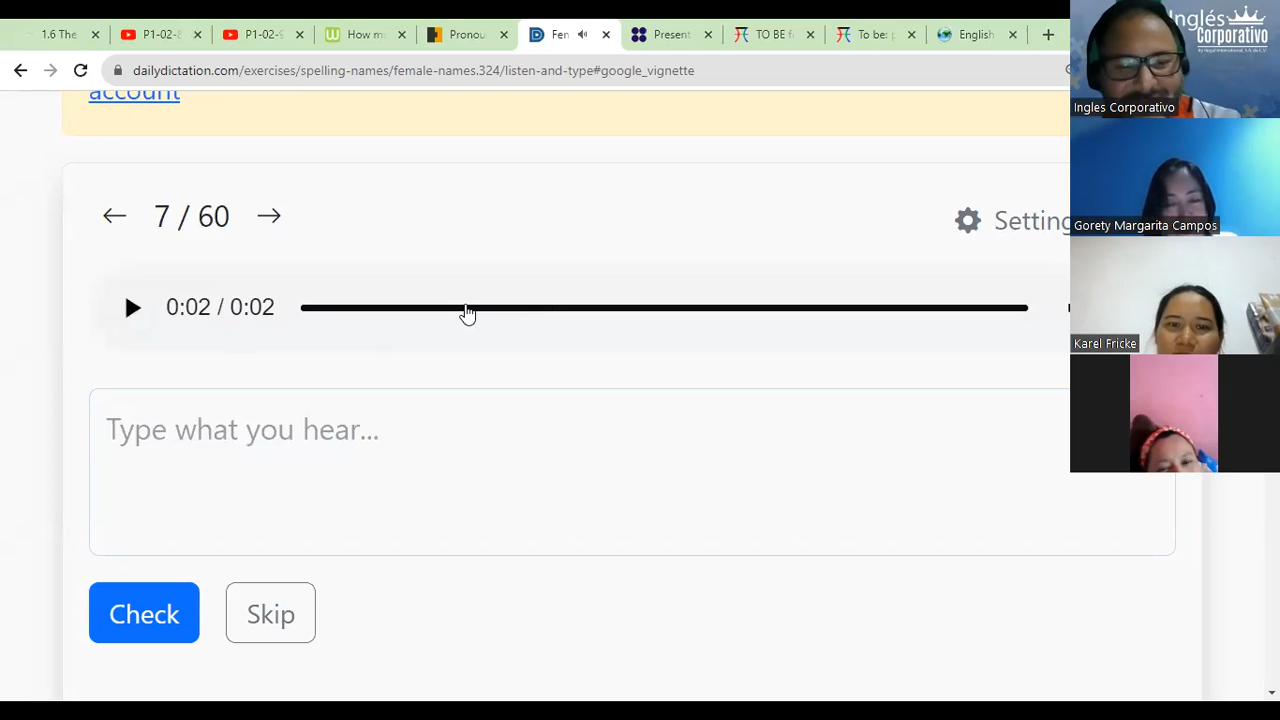 1.6 The
P1-02-8
P1-02-9
How m
Pronou
Fen
Present
TO BE f
To be: p
English
dailydictation.com/exercises/spelling-names/female-names.324/listen-and-type#google_vignette
account
7 / 60
Setting
0:02 / 0:02
Type what you hear...
Check
Skip
Inglés
Corporativo
Ingles Corporativo
Gorety Margarita Campos
Karel Fricke